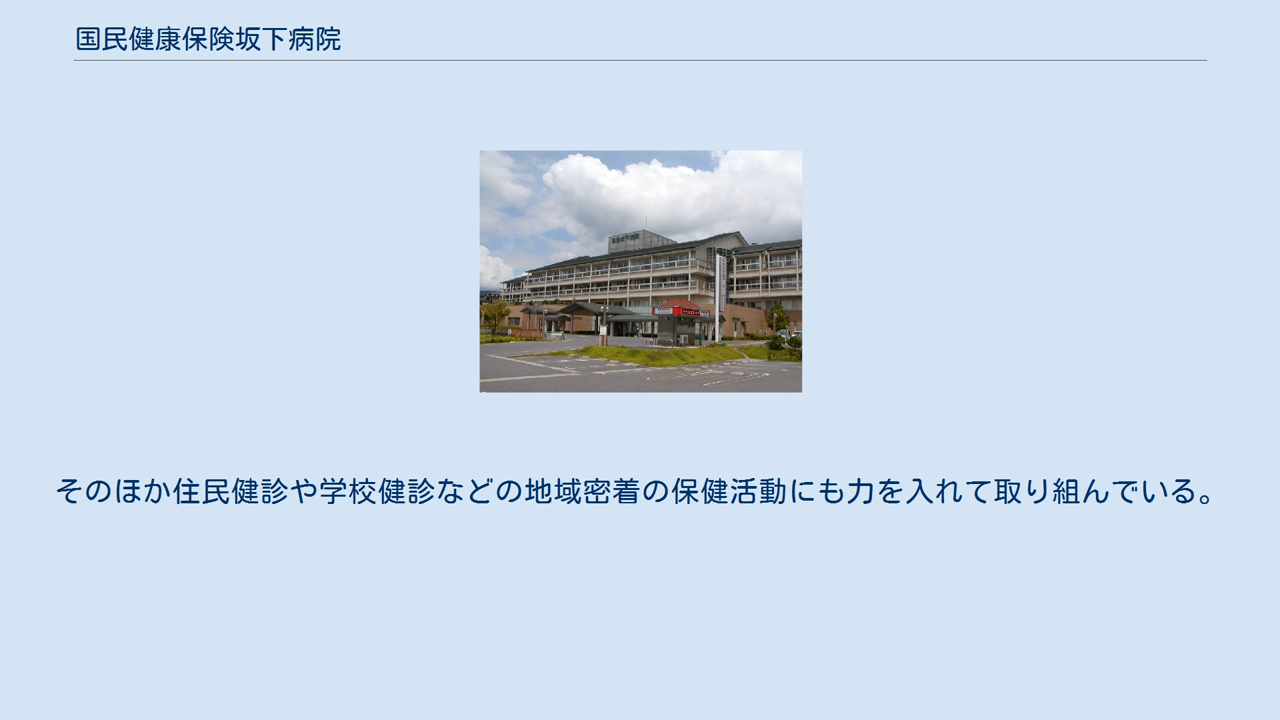 国民健康保険坂下病院
そのほか住民健診や学校健診などの地域密着の保健活動にも力を入れて取り組んでいる。